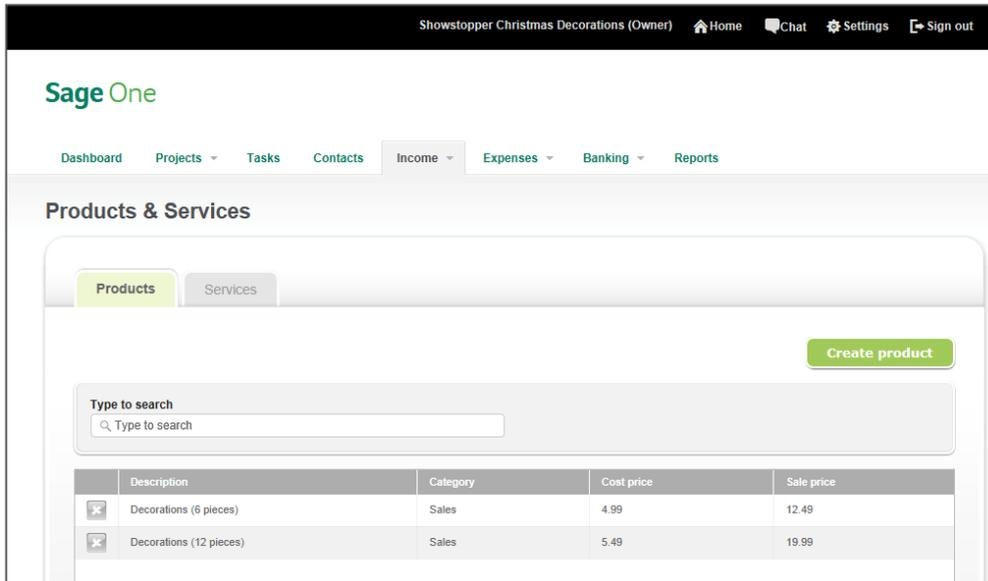 Showstopper Christmas Decorations (Owner) Home Chat Settings Sign out
Sage One
Dashboard Projects Tasks Contacts Income Expenses Banking Reports
Products & Services
Products Services
Create product
Type to search
Type to search
Description Category Cost price Sale price
Decorations (6 pieces) Sales 4.99 12.49
Decorations (12 pieces) Sales 5.49 19.99